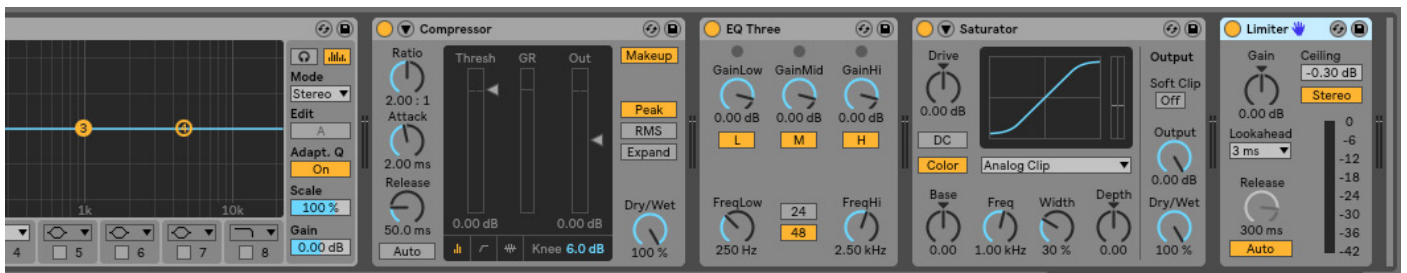 3
4
1k
10k
4
5
6
7
8
Mode
Stereo
Edit
A
Adapt. Q
On
Scale
100 %
Gain
0.00 dB
Compressor
Ratio
2.00 : 1
Attack
2.00 ms
Release
50.0 ms
Auto
Thresh
GR
Out
0.00 dB
0.00 dB
Knee 6.0 dB
Makeup
Peak
RMS
Expand
Dry/Wet
100 %
EQ Three
GainLow
GainMid
GainHi
0.00 dB
0.00 dB
0.00 dB
L
M
H
FreqLow
250 Hz
24
48
FreqHi
2.50 kHz
Saturator
Drive
0.00 dB
DC
Color
Analog Clip
Base
0.00
Freq
1.00 kHz
Width
30 %
Depth
0.00
Output
Soft Clip
Off
Output
0.00 dB
Dry/Wet
100 %
Limiter
Gain
0.00 dB
Lookahead
3 ms
Release
300 ms
Auto
Ceiling
-0.30 dB
Stereo
0
-6
-12
-18
-24
-30
-36
-42